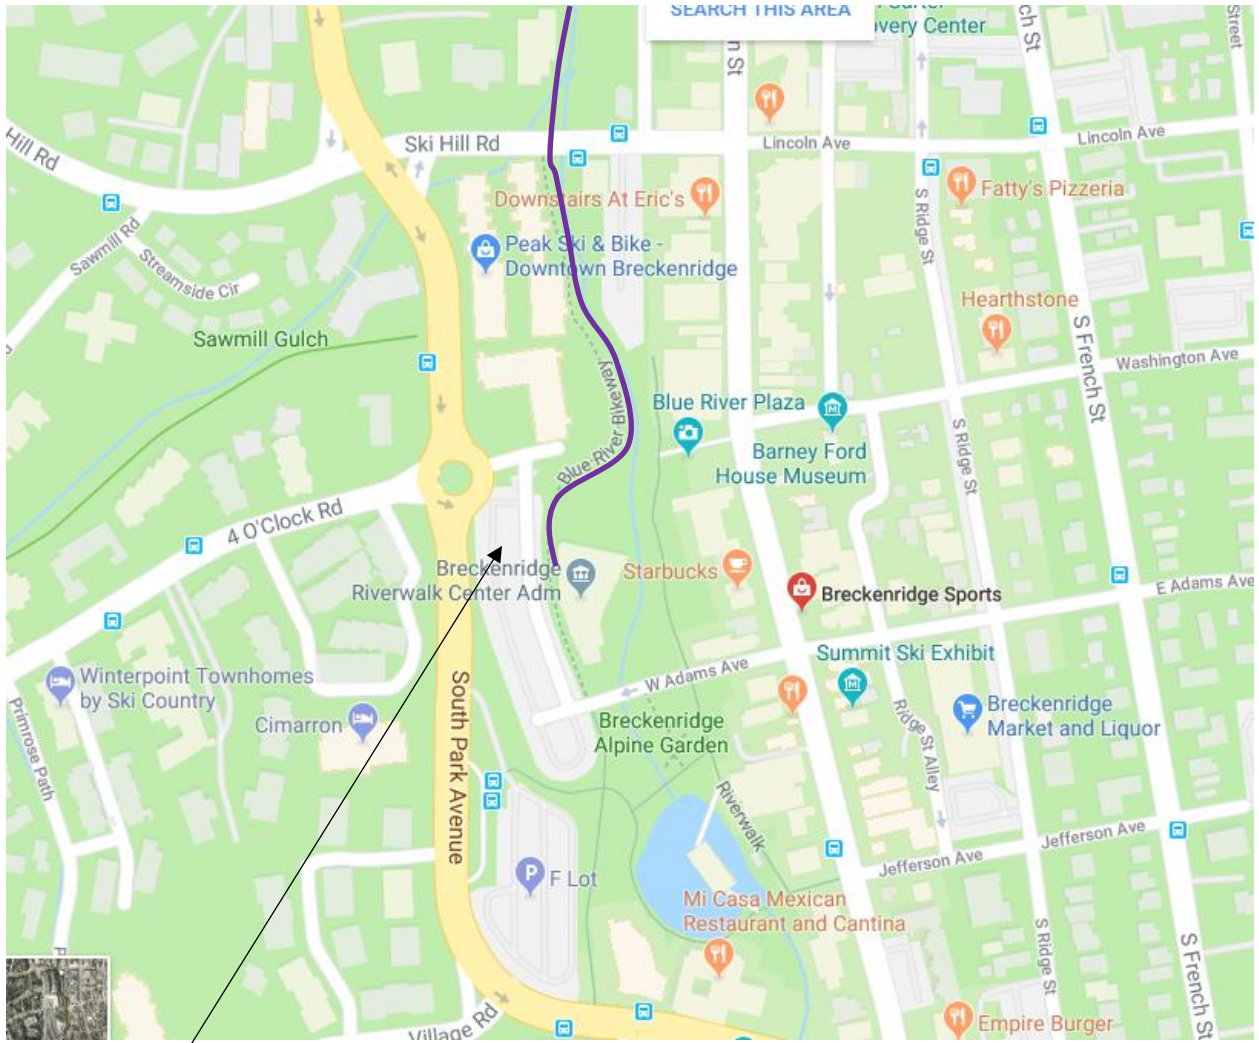 SEARCH THIS AREA
overy Center
Ski Hill Rd
Hill Rd
Lincoln Ave
Lincoln Ave
Downstairs At Eric's
Fatty's Pizzeria
Sawmill Rd
Streamside Cir
Peak Ski & Bike -
Downtown Breckenridge
S Ridge St
Hearthstone
Sawmill Gulch
S French St
Washington Ave
Blue River Bikeway
Blue River Plaza
Barney Ford
House Museum
S Ridge St
4 O'Clock Rd
Breckenridge
Riverwalk Center Adm
Starbucks
Breckenridge Sports
E Adams Ave
Winterpoint Townhomes
by Ski Country
Cimarron
South Park Avenue
W Adams Ave
Summit Ski Exhibit
Breckenridge
Alpine Garden
Breckenridge
Market and Liquor
Ridge St Alley
Primrose Path
Riverwalk
Jefferson Ave
Jefferson Ave
P
F Lot
Mi Casa Mexican
Restaurant and Cantina
S Ridge St
S French St
Village Rd
Empire Burger